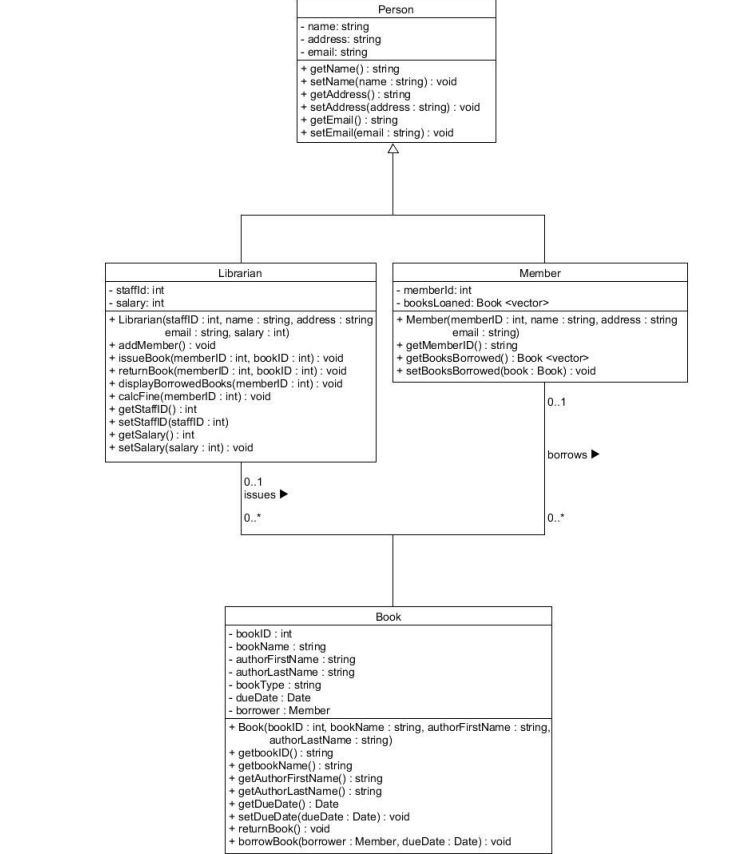 Person
- name: string
- address: string
- email: string
+ getName() : string
+ setName(name : string) : void
+ getAddress() : string
+ setAddress(address : string) : void
+ getEmail() : string
+ setEmail(email : string) : void
Librarian
- staffId: int
- salary: int
+ Librarian(staffID : int, name : string, address : string
email : string, salary : int)
+ addMember() : void
+ issueBook(memberID : int, bookID : int) : void
+ returnBook(memberID : int, bookID : int) : void
+ displayBorrowedBooks(memberID : int) : void
+ calcFine(memberID : int) : void
+ getStaffID() : int
+ setStaffID(staffID : int)
+ getSalary() : int
+ setSalary(salary : int) : void
Member
- memberId: int
- booksLoaned: Book <vector>
+ Member(memberID : int, name : string, address : string
email : string)
+ getMemberID() : string
+ getBooksBorrowed() : Book <vector>
+ setBooksBorrowed(book : Book) : void
0..1
issues ▶
0..*
0..1
borrows ▶
0..*
Book
- bookID : int
- bookName : string
- authorFirstName : string
- authorLastName : string
- bookType : string
- dueDate : Date
- borrower : Member
+ Book(bookID : int, bookName : string, authorFirstName : string,
authorLastName : string)
+ getbookID() : string
+ getbookName() : string
+ getAuthorFirstName() : string
+ getAuthorLastName() : string
+ getDueDate() : Date
+ setDueDate(dueDate : Date) : void
+ returnBook() : void
+ borrowBook(borrower : Member, dueDate : Date) : void